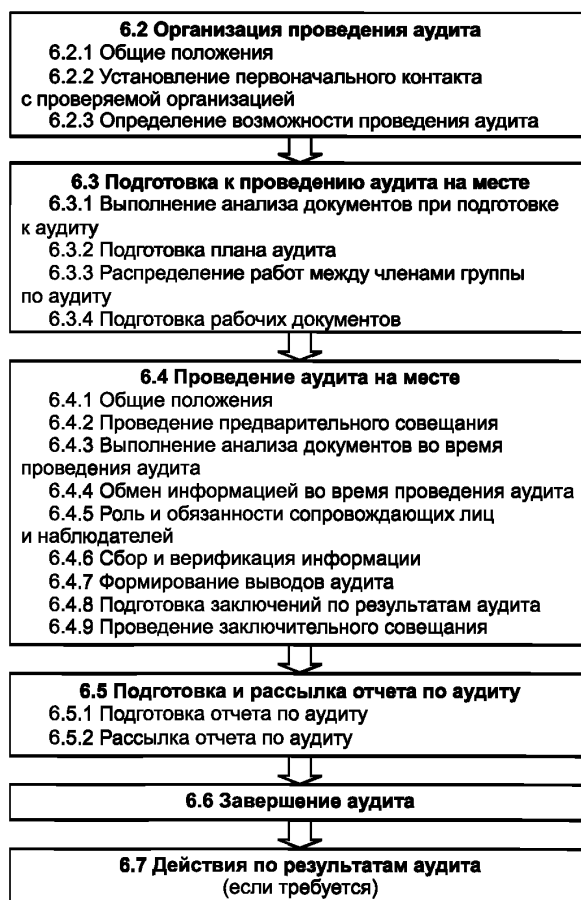 6.2 Организация проведения аудита
6.2.1 Общие положения
6.2.2 Установление первоначального контакта
с проверяемой организацией
6.2.3 Определение возможности проведения аудита
6.3 Подготовка к проведению аудита на месте
6.3.1 Выполнение анализа документов при подготовке
к аудиту
6.3.2 Подготовка плана аудита
6.3.3 Распределение работ между членами группы
по аудиту
6.3.4 Подготовка рабочих документов
6.4 Проведение аудита на месте
6.4.1 Общие положения
6.4.2 Проведение предварительного совещания
6.4.3 Выполнение анализа документов во время
проведения аудита
6.4.4 Обмен информацией во время проведения аудита
6.4.5 Роль и обязанности сопровождающих лиц
и наблюдателей
6.4.6 Сбор и верификация информации
6.4.7 Формирование выводов аудита
6.4.8 Подготовка заключений по результатам аудита
6.4.9 Проведение заключительного совещания
6.5 Подготовка и рассылка отчета по аудиту
6.5.1 Подготовка отчета по аудиту
6.5.2 Рассылка отчета по аудиту
6.6 Завершение аудита
6.7 Действия по результатам аудита
(если требуется)